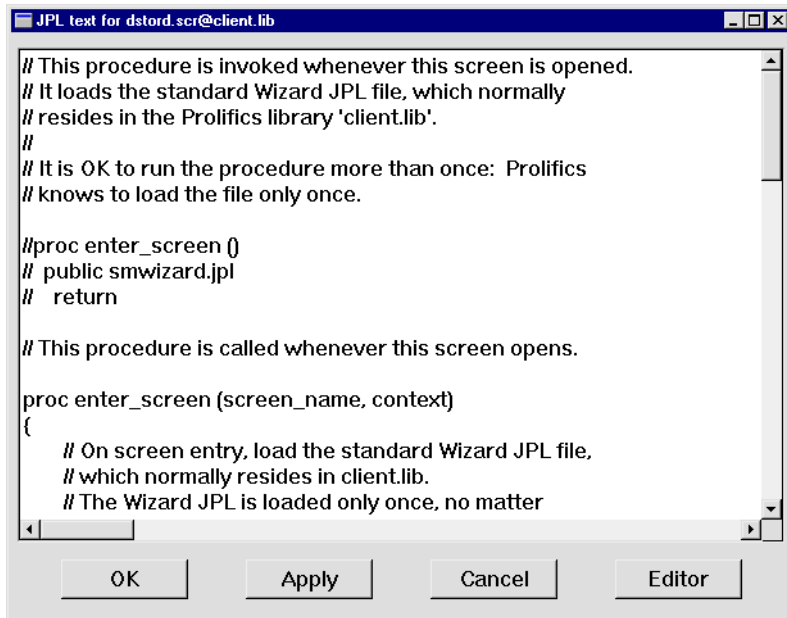 JPL text for dstord.scr@client.lib
// This procedure is invoked whenever this screen is opened.
// It loads the standard Wizard JPL file, which normally
// resides in the Prolifics library 'client.lib'.
//
// It is OK to run the procedure more than once:  Prolifics
// knows to load the file only once.

//proc enter_screen ()
//  public smwizard.jpl
//   return

// This procedure is called whenever this screen opens.

proc enter_screen (screen_name, context)
{
     // On screen entry, load the standard Wizard JPL file,
     // which normally resides in client.lib.
     // The Wizard JPL is loaded only once, no matter
OK
Apply
Cancel
Editor